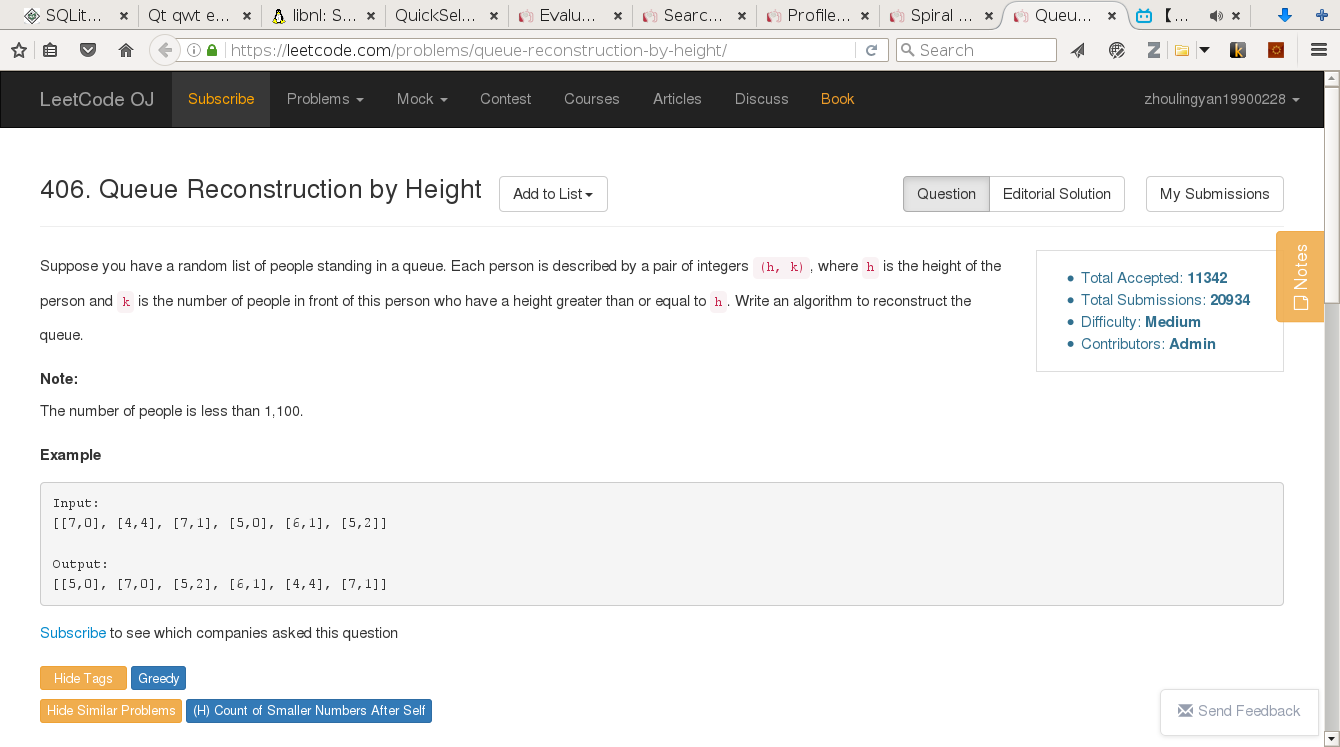 SQLit... Qt qwt e... libnl: S... QuickSel... Evalu... Search... Profile... Spiral ... Queu... 【...
https://leetcode.com/problems/queue-reconstruction-by-height/ Search
LeetCode OJ Subscribe Problems Mock Contest Courses Articles Discuss Book zhoulingyan19900228
406. Queue Reconstruction by Height Add to List Question Editorial Solution My Submissions
Notes
Suppose you have a random list of people standing in a queue. Each person is described by a pair of integers (h, k), where h is the height of the
person and k is the number of people in front of this person who have a height greater than or equal to h. Write an algorithm to reconstruct the
queue.
Total Accepted: 11342
Total Submissions: 20934
Difficulty: Medium
Contributors: Admin
Note:
The number of people is less than 1,100.
Example
Input:
[[7,0], [4,4], [7,1], [5,0], [6,1], [5,2]]
Output:
[[5,0], [7,0], [5,2], [6,1], [4,4], [7,1]]
Subscribe to see which companies asked this question
Hide Tags Greedy
Hide Similar Problems (H) Count of Smaller Numbers After Self
Send Feedback